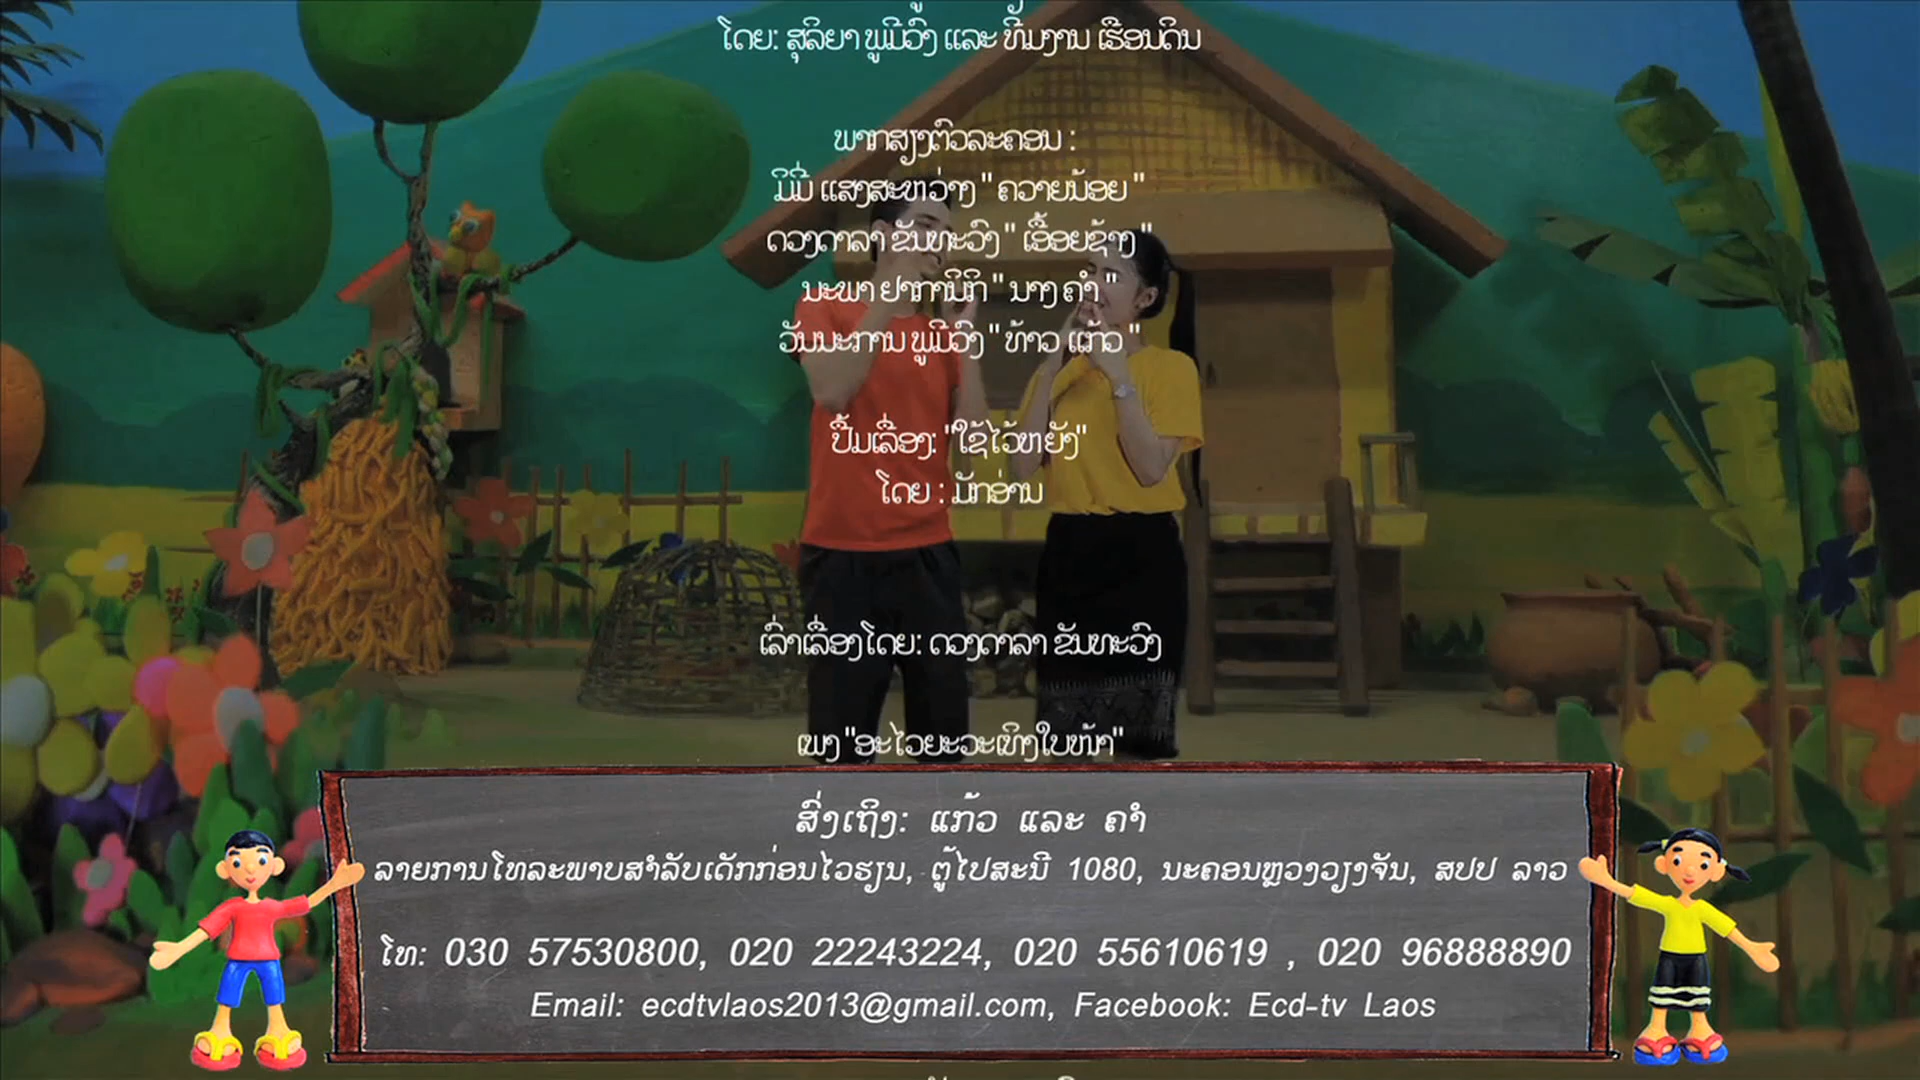 ໂດຍ: ສຸລິຍາ ພູມີວົງ ແລະ ທີມງານ ເຮືອນດິນ
ພາກສຽງຕົວລະຄອນ :
ມິມີ່ ແສງສະຫວ່າງ " ຄວາຍນ້ອຍ "
ດວງດາລາ ຂັນທະວົງ " ເອື້ອຍຊ້າງ "
ນະພາ ຢາການິກິ " ນາງ ຄຳ "
ວັນນະການ ພູມີວົງ " ທ້າວ ແກ້ວ "
ປຶ້ມເລື່ອງ: "ໃຊ້ໄວ້ຫຍັງ"
ໂດຍ : ມັກອ່ານ
ເລົ່າເລື່ອງໂດຍ: ດວງດາລາ ຂັນທະວົງ
ເພງ "ອະໄວຍະວະເທິງໃບໜ້າ"
ສົ່ງເຖິງ: ແກ້ວ ແລະ ຄຳ
ລາຍການໂທລະພາບສຳລັບເດັກກ່ອນໄວຮຽນ, ຕູ້ໄປສະນີ 1080, ນະຄອນຫຼວງວຽງຈັນ, ສປປ ລາວ
ໂທ: 030 57530800, 020 22243224, 020 55610619 , 020 96888890
Email: ecdtvlaos2013@gmail.com, Facebook: Ecd-tv Laos